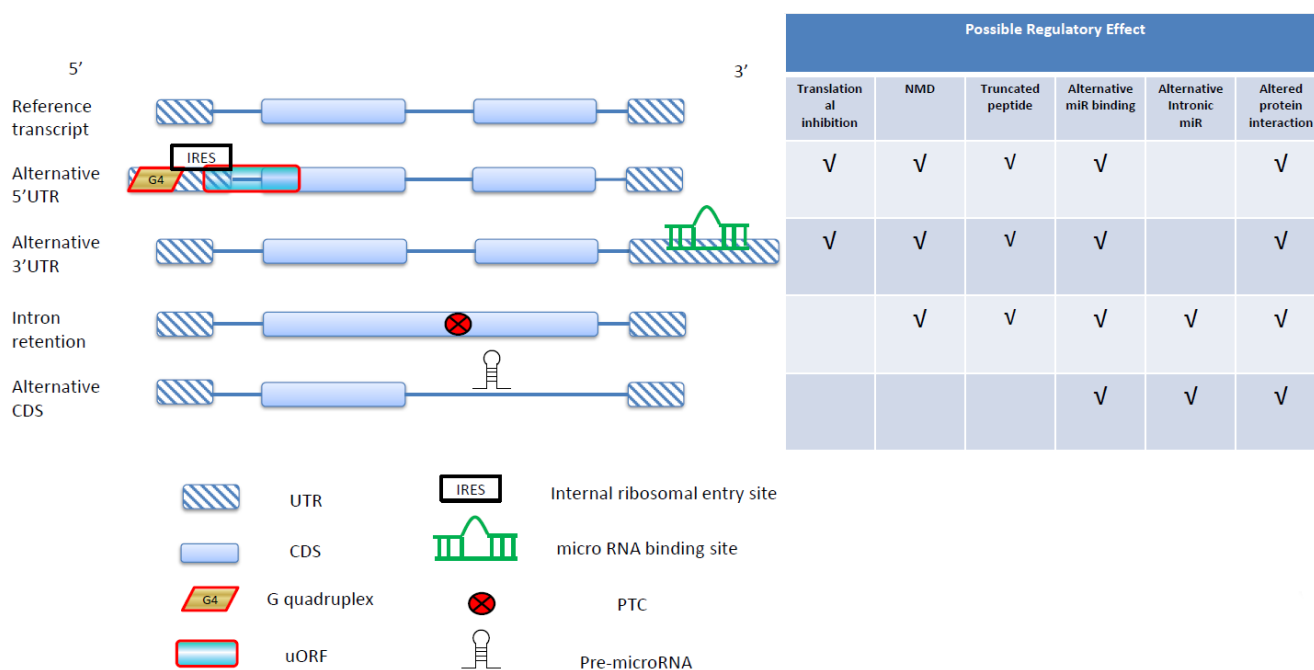 Possible Regulatory Effect
5’
3’
Translation
al
inhibition
NMD
Truncated
peptide
Alternative
miR binding
Alternative
Intronic
miR
Altered
protein
interaction
Reference
transcript
Alternative
5’UTR
G4
IRES
√ √ √ √ √
Alternative
3’UTR
√ √ √ √ √
Intron
retention
√ √ √ √ √
Alternative
CDS
√ √ √
UTR
IRES
Internal ribosomal entry site
CDS
micro RNA binding site
G4
G quadruplex
PTC
uORF
Pre-microRNA